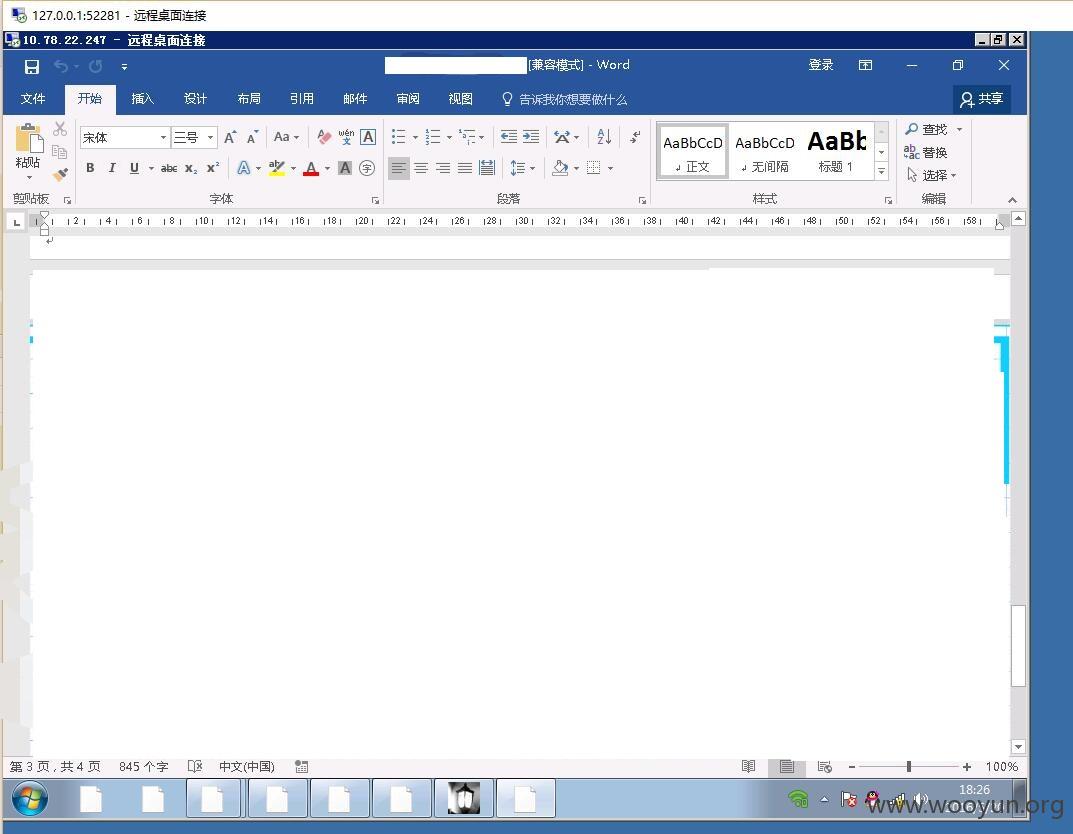 127.0.0.1:52281 - 远程桌面连接
10.78.22.247 - 远程桌面连接
[兼容模式] - Word
登录
文件 开始 插入 设计 布局 引用 邮件 审阅 视图 告诉我你想要做什么 共享
宋体 三号 A A Aa wén 文 A
粘贴
B I U abc x₂ x² A ab A A 字
AaBbCcD AaBbCcD AaBb
正文 无间隔 标题 1
查找
替换
选择
剪贴板 字体 段落 样式 编辑
2 4 6 8 10 12 14 16 18 20 22 24 26 28 30 32 34 36 38 40 42 44 46 48 50 52 54 56 58
第 3 页，共 4 页 845 个字 中文(中国) 100%
18:26
www.wooyun.org